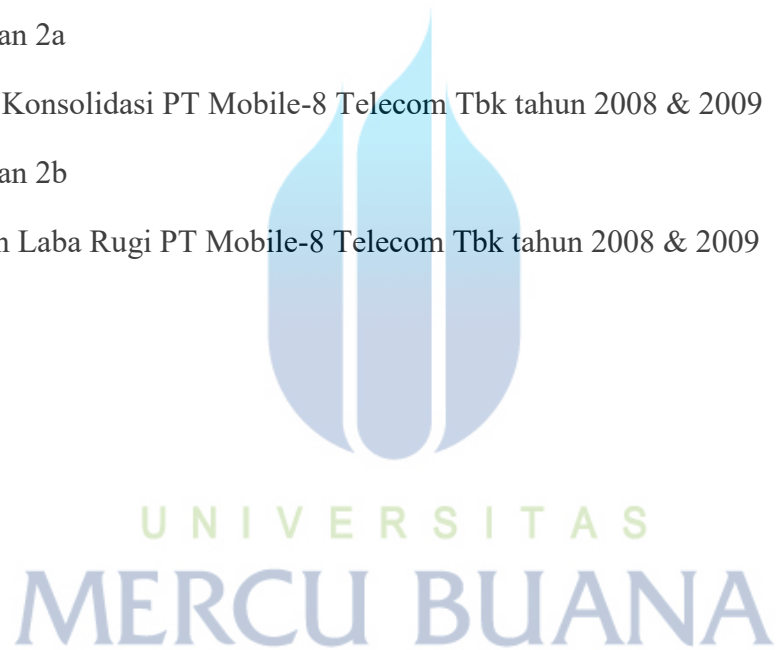 an 2a
Konsolidasi PT Mobile-8 Telecom Tbk tahun 2008 & 2009
an 2b
n Laba Rugi PT Mobile-8 Telecom Tbk tahun 2008 & 2009
UNIVERSITAS
MERCU BUANA